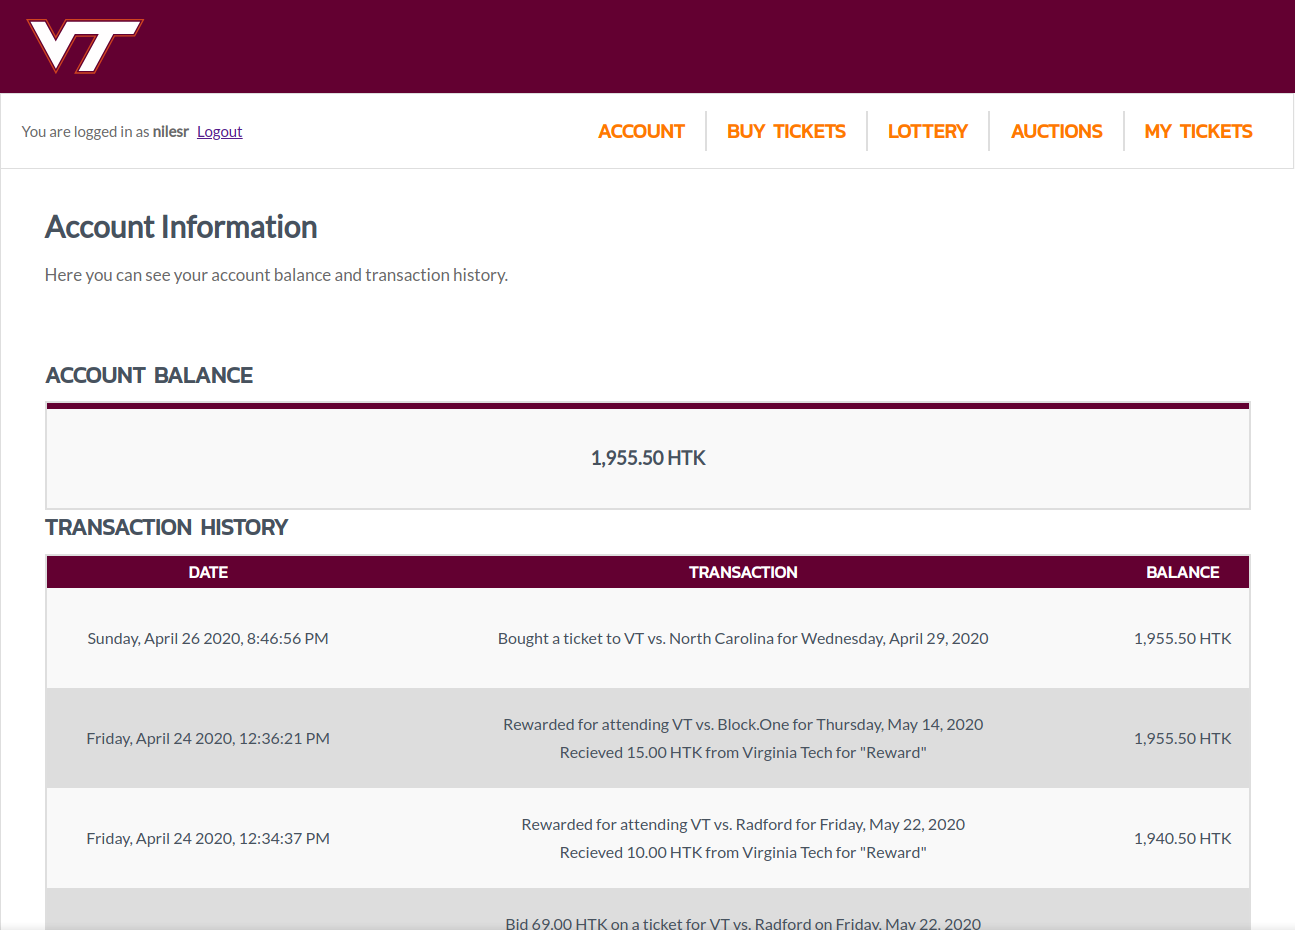 VT
You are logged in as nilesr Logout
ACCOUNT
BUY TICKETS
LOTTERY
AUCTIONS
MY TICKETS
Account Information
Here you can see your account balance and transaction history.
ACCOUNT BALANCE
1,955.50 HTK
TRANSACTION HISTORY
DATE TRANSACTION BALANCE
Sunday, April 26 2020, 8:46:56 PM Bought a ticket to VT vs. North Carolina for Wednesday, April 29, 2020 1,955.50 HTK
Rewarded for attending VT vs. Block.One for Thursday, May 14, 2020
Friday, April 24 2020, 12:36:21 PM 1,955.50 HTK
Recieved 15.00 HTK from Virginia Tech for "Reward"
Rewarded for attending VT vs. Radford for Friday, May 22, 2020
Friday, April 24 2020, 12:34:37 PM 1,940.50 HTK
Recieved 10.00 HTK from Virginia Tech for "Reward"
Bid 69.00 HTK on a ticket for VT vs. Radford on Friday, May 22, 2020